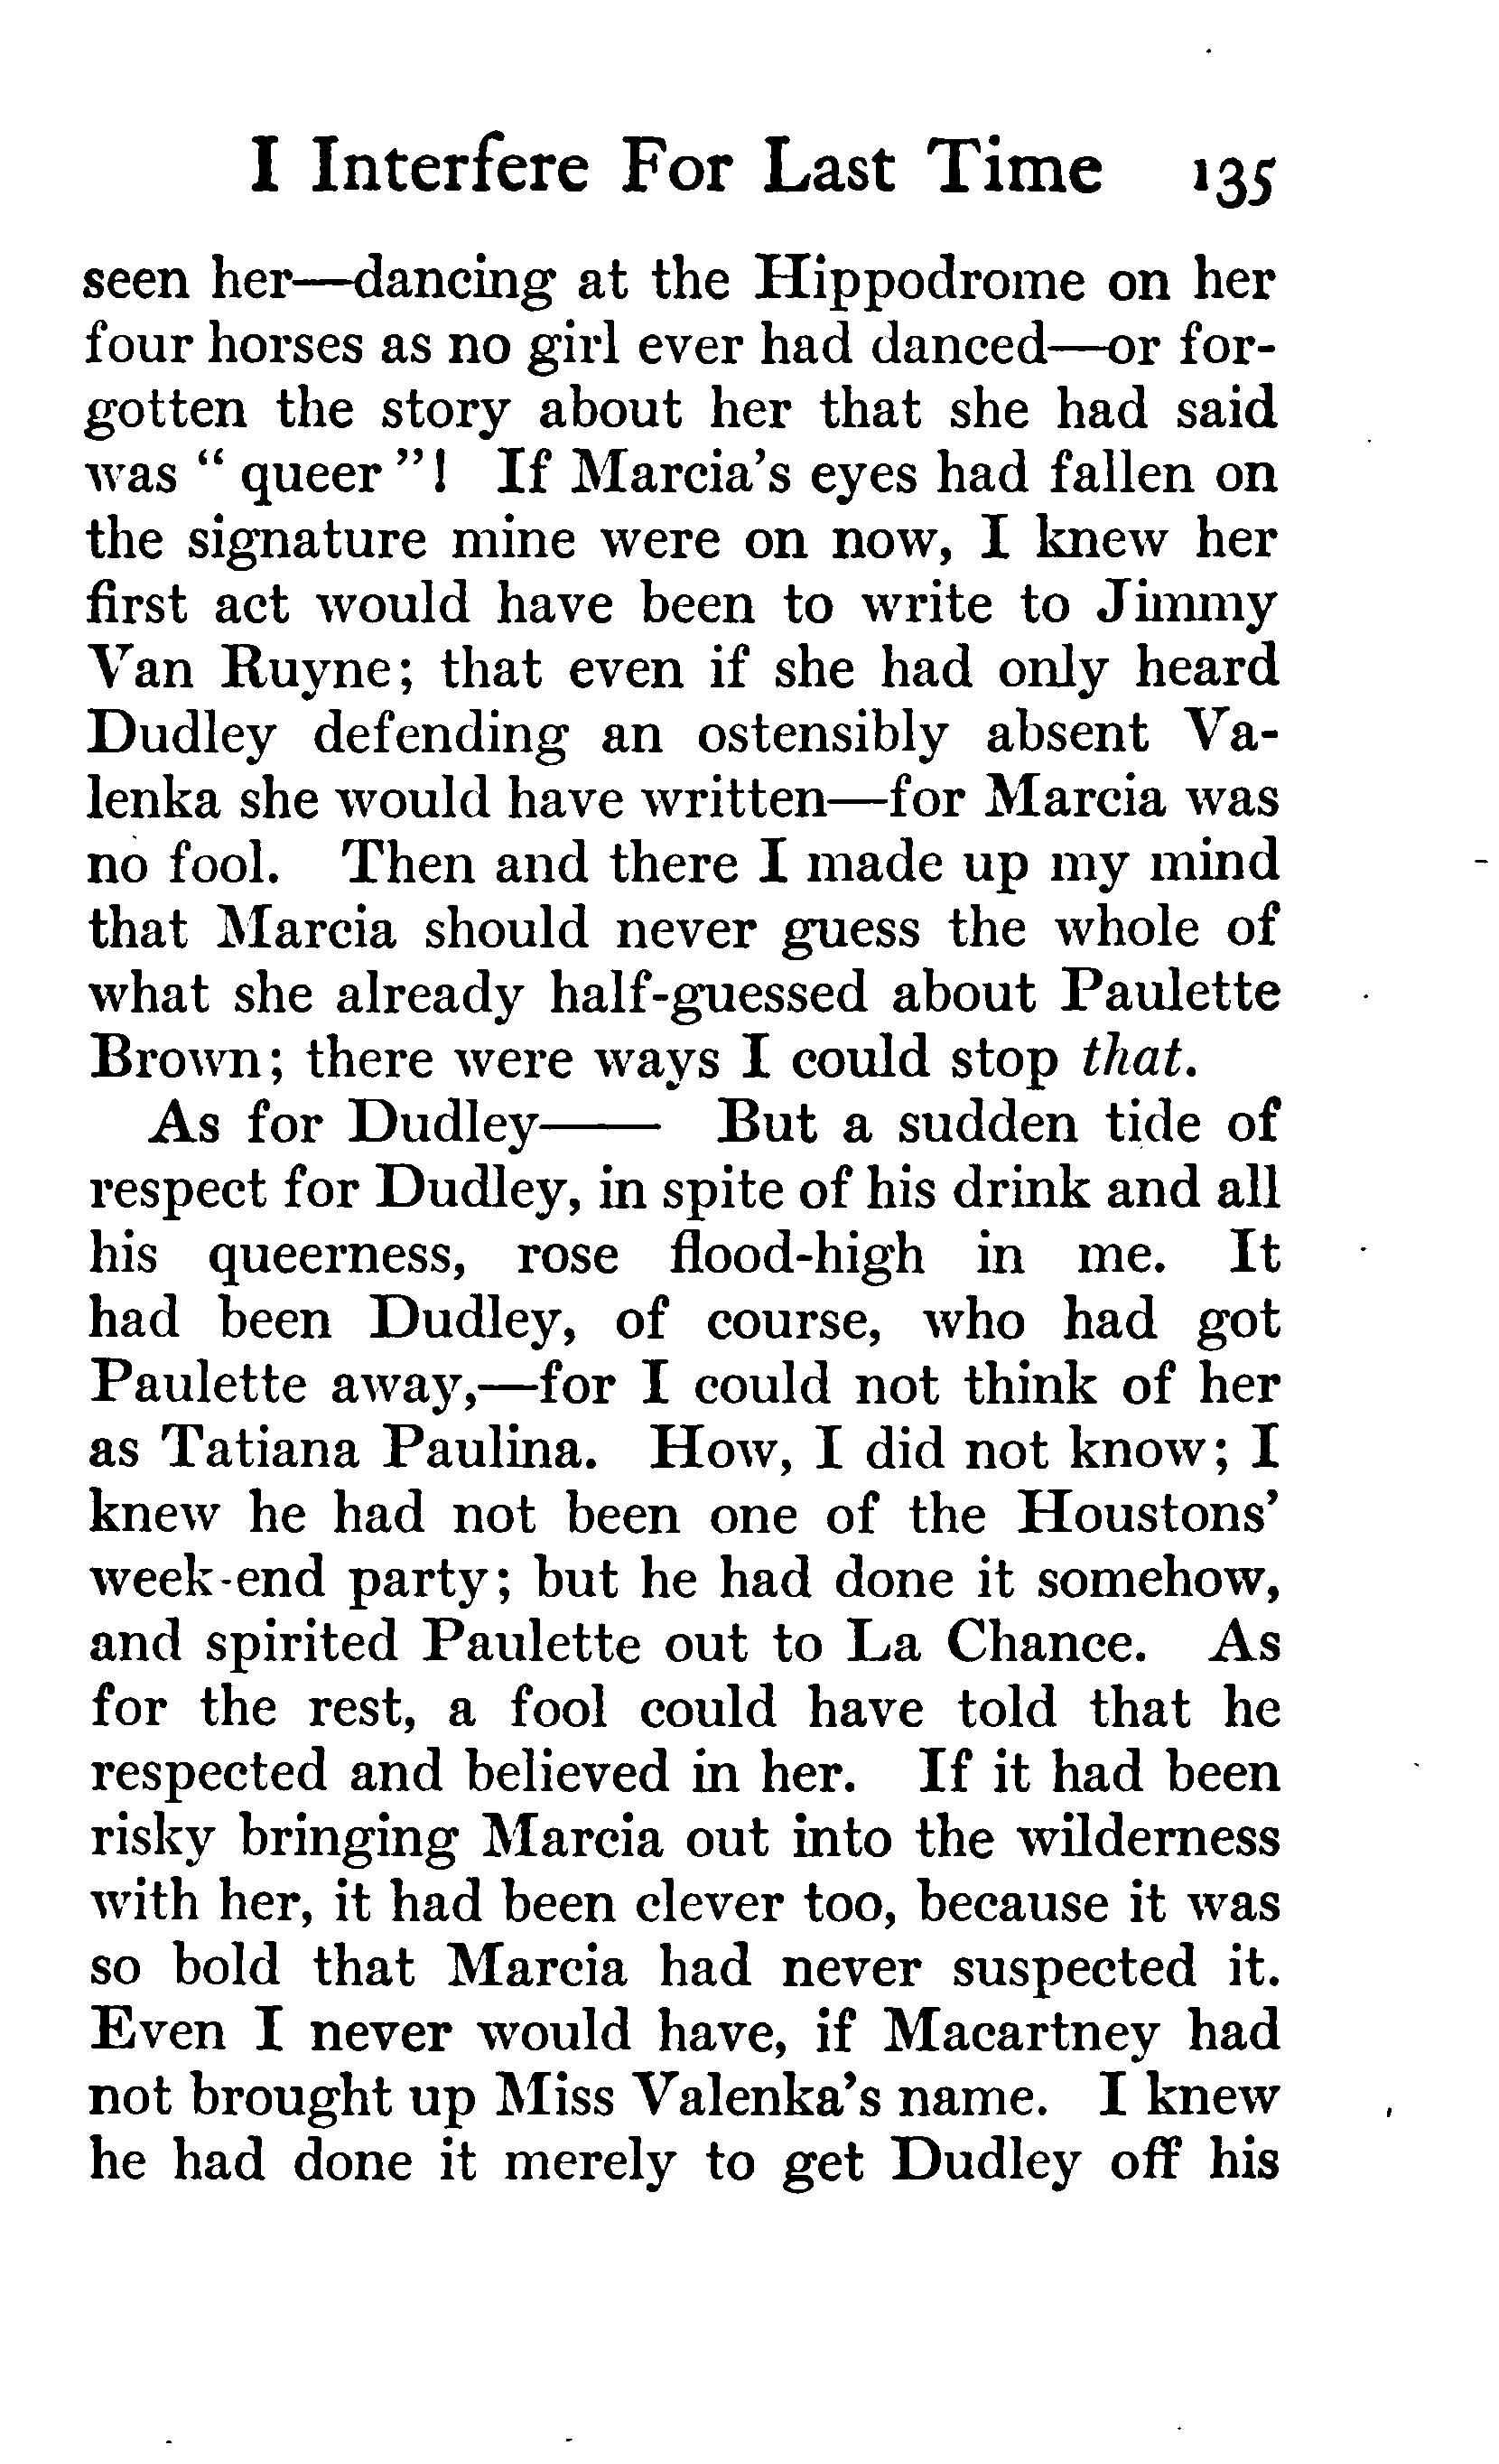 I Interfere For Last Time 135
seen her—dancing at the Hippodrome on her
four horses as no girl ever had danced—or for-
gotten the story about her that she had said
was " queer "! If Marcia's eyes had fallen on
the signature mine were on now, I knew her
first act would have been to write to Jimmy
Van Ruyne; that even if she had only heard
Dudley defending an ostensibly absent Va-
lenka she would have written—for Marcia was
no fool. Then and there I made up my mind
that Marcia should never guess the whole of
what she already half-guessed about Paulette
Brown; there were ways I could stop that.
As for Dudley—— But a sudden tide of
respect for Dudley, in spite of his drink and all
his queerness, rose flood-high in me. It
had been Dudley, of course, who had got
Paulette away,—for I could not think of her
as Tatiana Paulina. How, I did not know; I
knew he had not been one of the Houstons'
week-end party; but he had done it somehow,
and spirited Paulette out to La Chance. As
for the rest, a fool could have told that he
respected and believed in her. If it had been
risky bringing Marcia out into the wilderness
with her, it had been clever too, because it was
so bold that Marcia had never suspected it.
Even I never would have, if Macartney had
not brought up Miss Valenka's name. I knew
he had done it merely to get Dudley off his